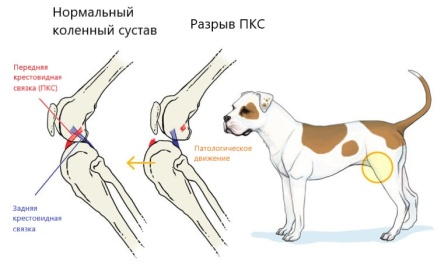 Нормальный
коленный сустав
Разрыв ПКС
Передняя
крестовидная
связка (ПКС)
Патологическое
движение
Задняя
крестовидная
связка